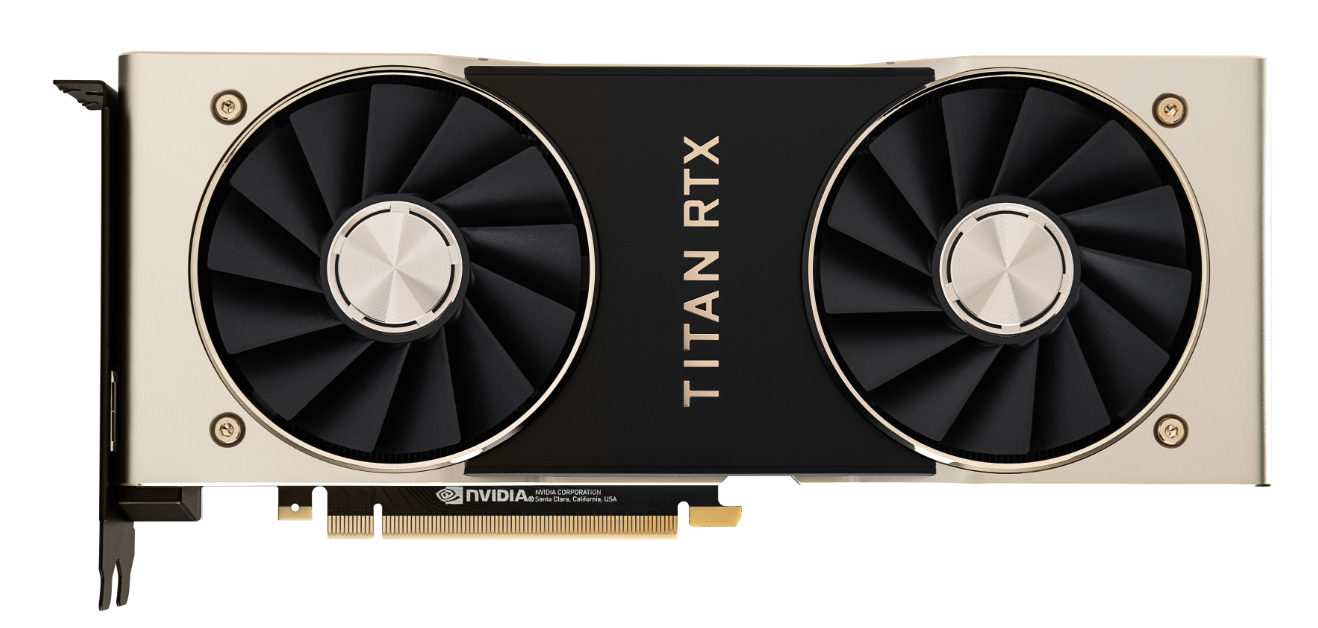 TITAN RTX
NVIDIA®
NVIDIA CORPORATION
Santa Clara, California, USA